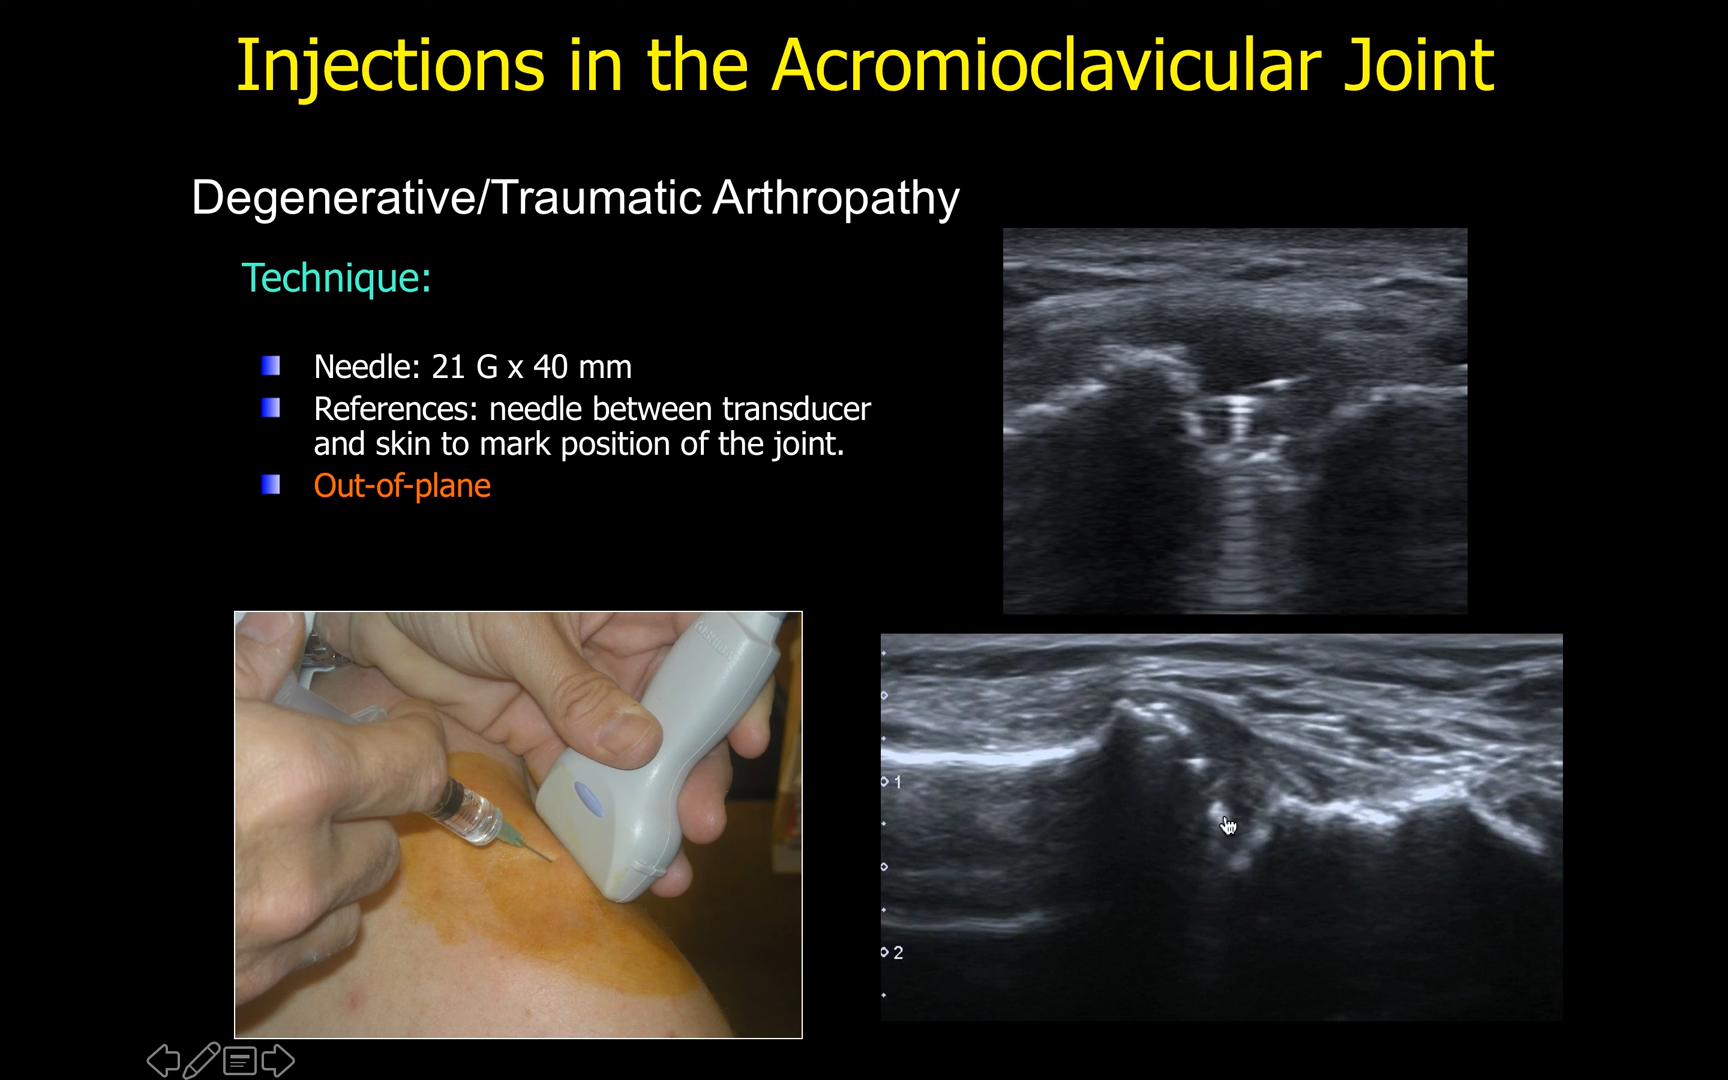 Injections in the Acromioclavicular Joint
Degenerative/Traumatic Arthropathy
Technique:
Needle: 21 G x 40 mm
References: needle between transducer
and skin to mark position of the joint.
Out-of-plane
1
2